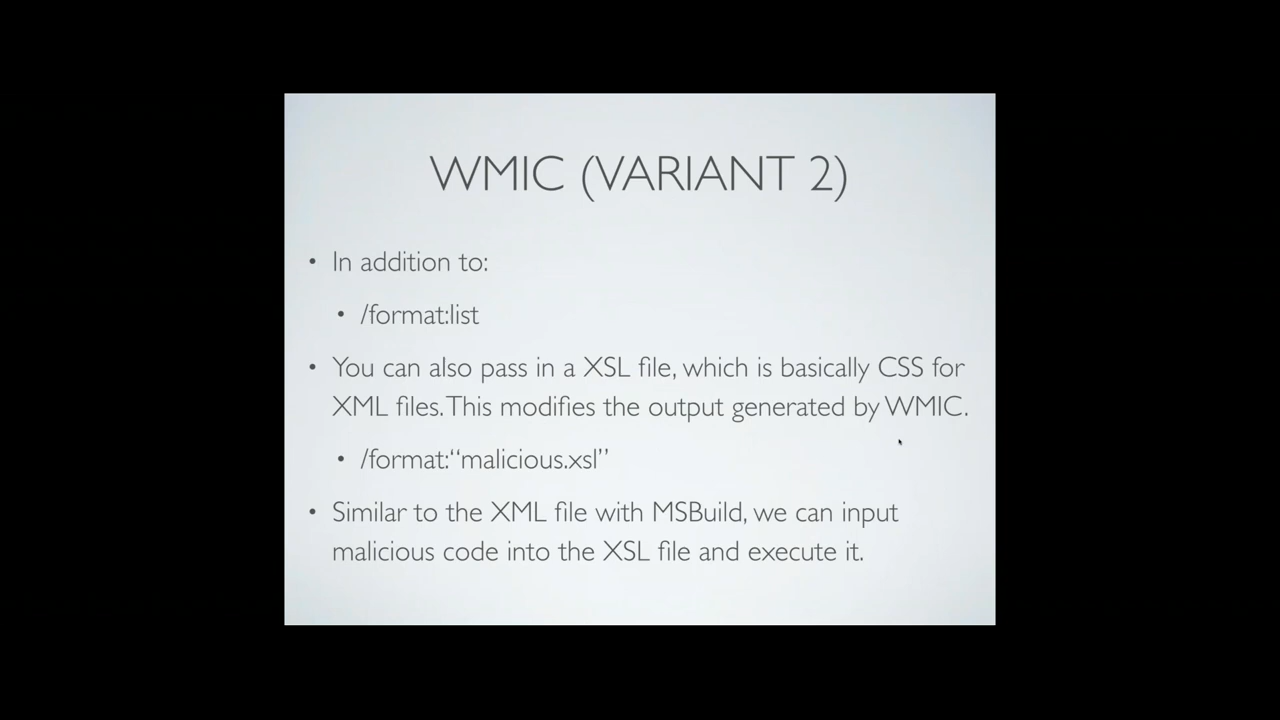 WMIC (VARIANT 2)
• In addition to:
• /format:list
• You can also pass in a XSL file, which is basically CSS for
XML files. This modifies the output generated by WMIC.
• /format:“malicious.xsl”
• Similar to the XML file with MSBuild, we can input
malicious code into the XSL file and execute it.